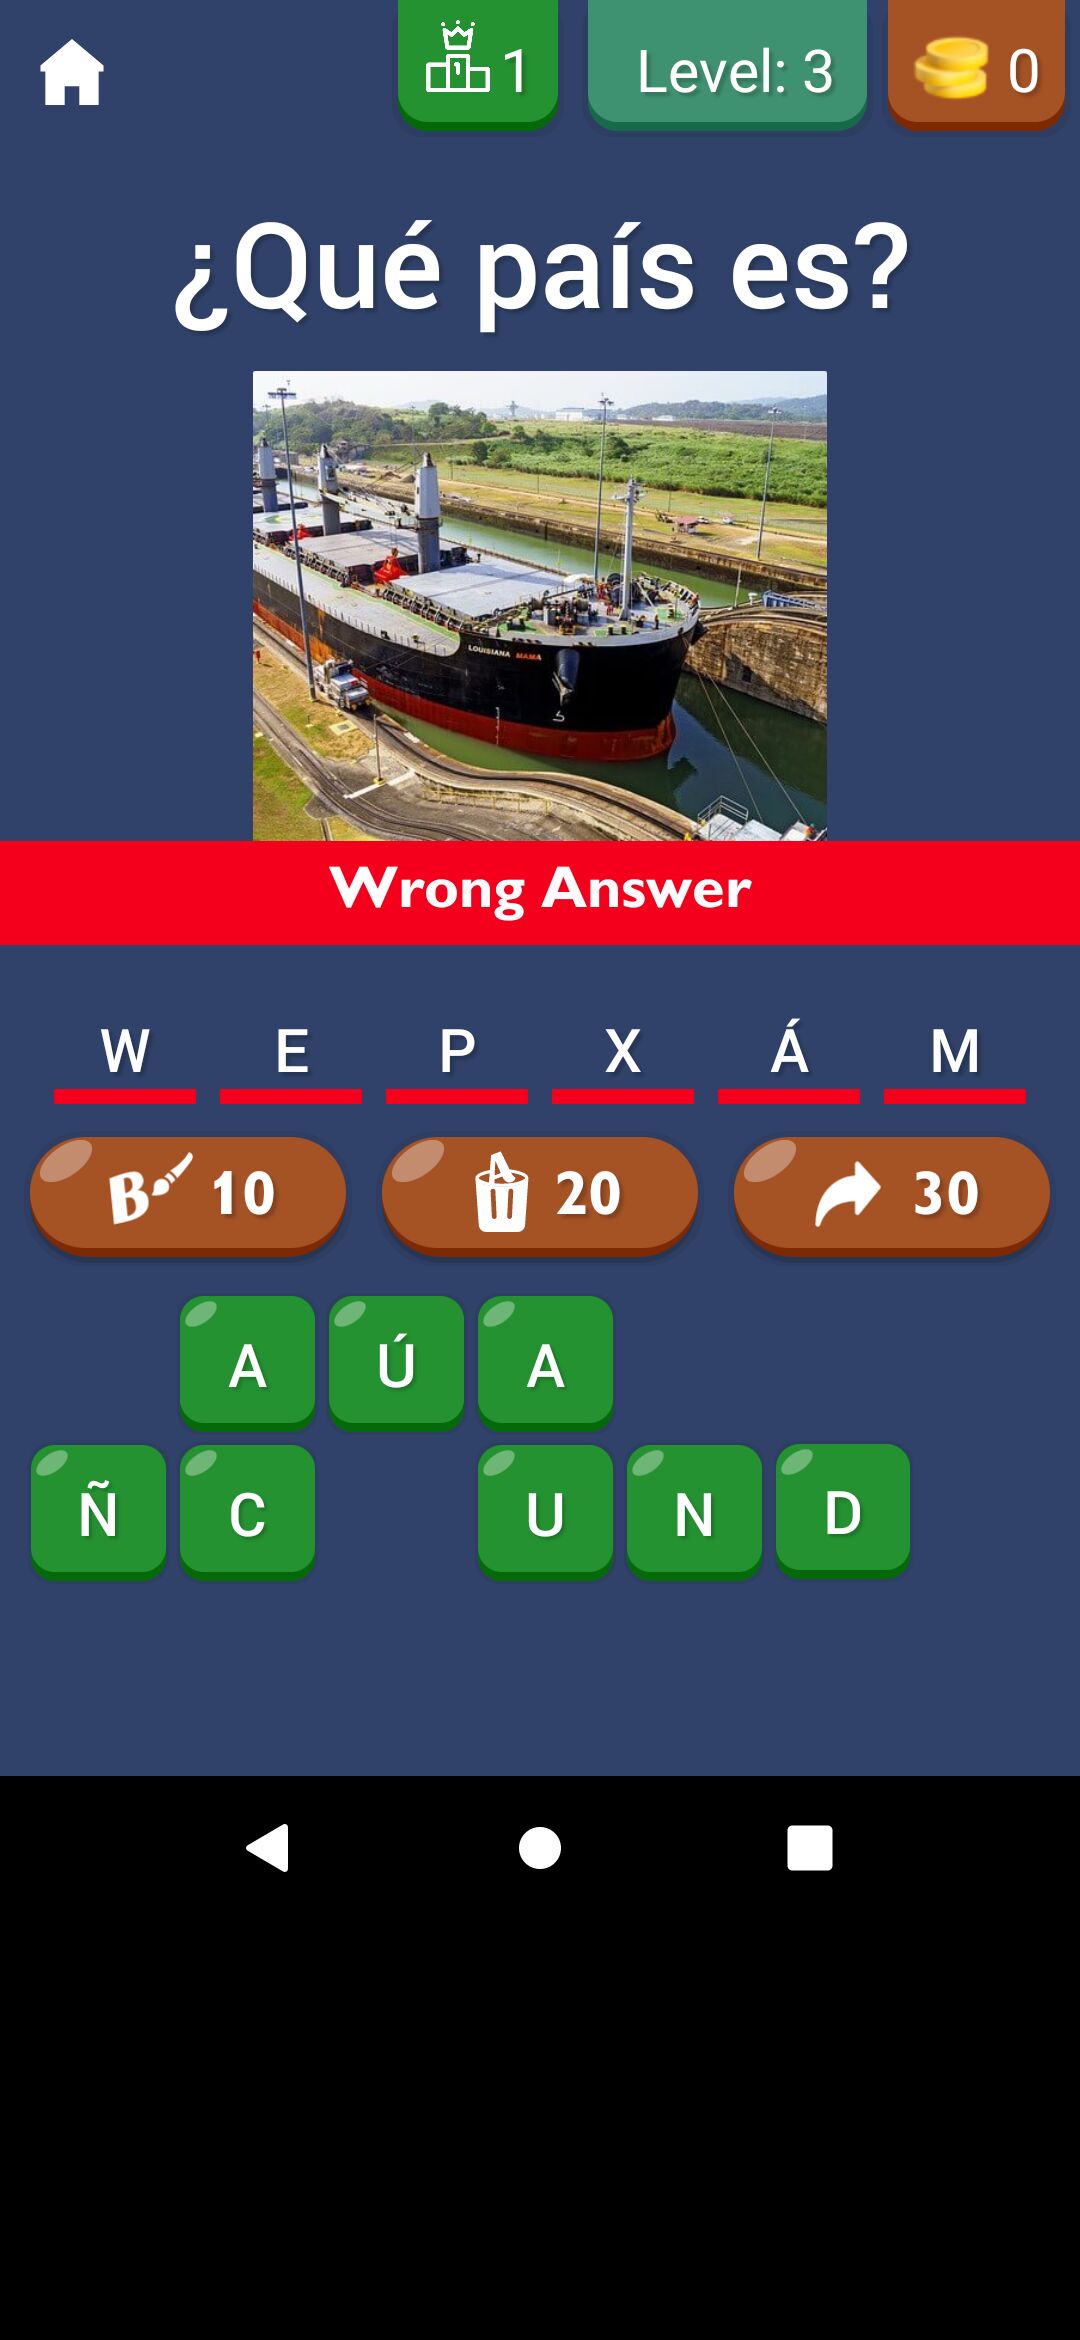 1 Level: 3 0
¿Qué país es?
LOUISIANA MAMA
Wrong Answer
W E P X Á M
B 10 20 30
A Ú A
Ñ C U N D